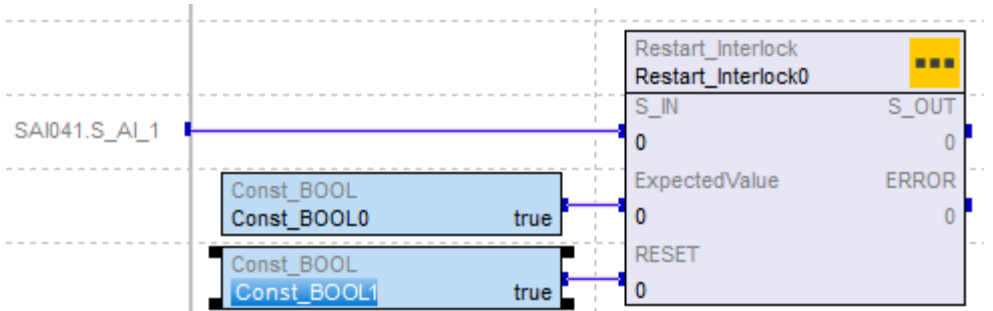 Restart_Interlock
Restart_Interlock0
S_IN S_OUT
SAI041.S_AI_1
0 0
Const_BOOL
ExpectedValue ERROR
Const_BOOL0 true
0 0
Const_BOOL
RESET
Const_BOOL1 true
0